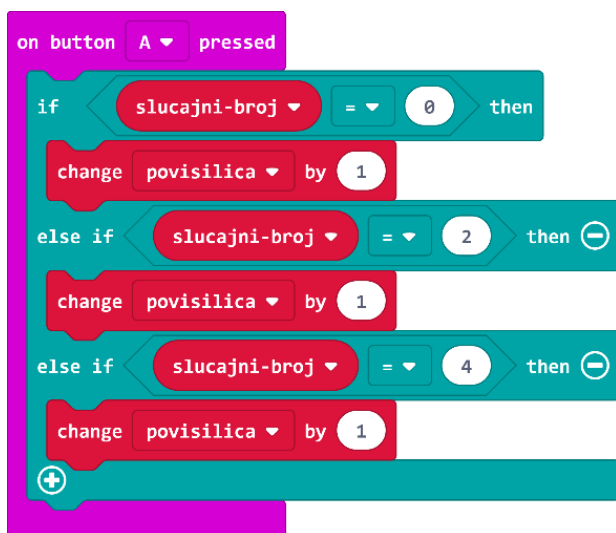 on button A pressed
if slucajni-broj = 0 then
change povisilica by 1
else if slucajni-broj = 2 then
change povisilica by 1
else if slucajni-broj = 4 then
change povisilica by 1